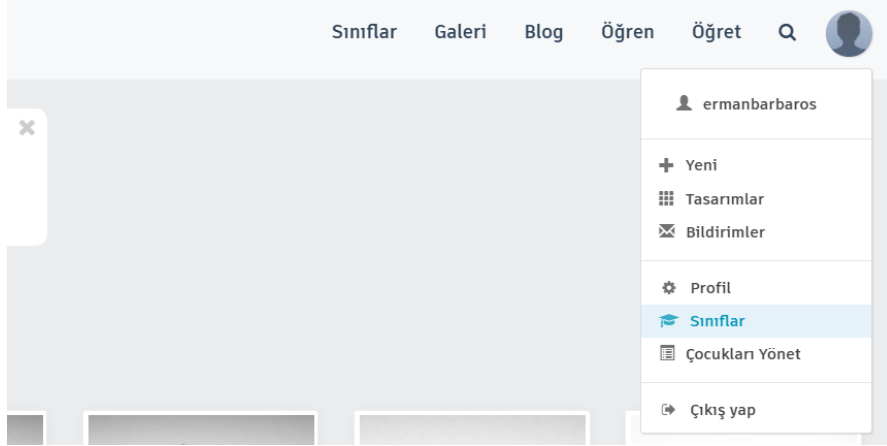 Sınıflar Galeri Blog Öğren Öğret
ermanbarbaros
Yeni
Tasarımlar
Bildirimler
Profil
Sınıflar
Çocukları Yönet
Çıkış yap